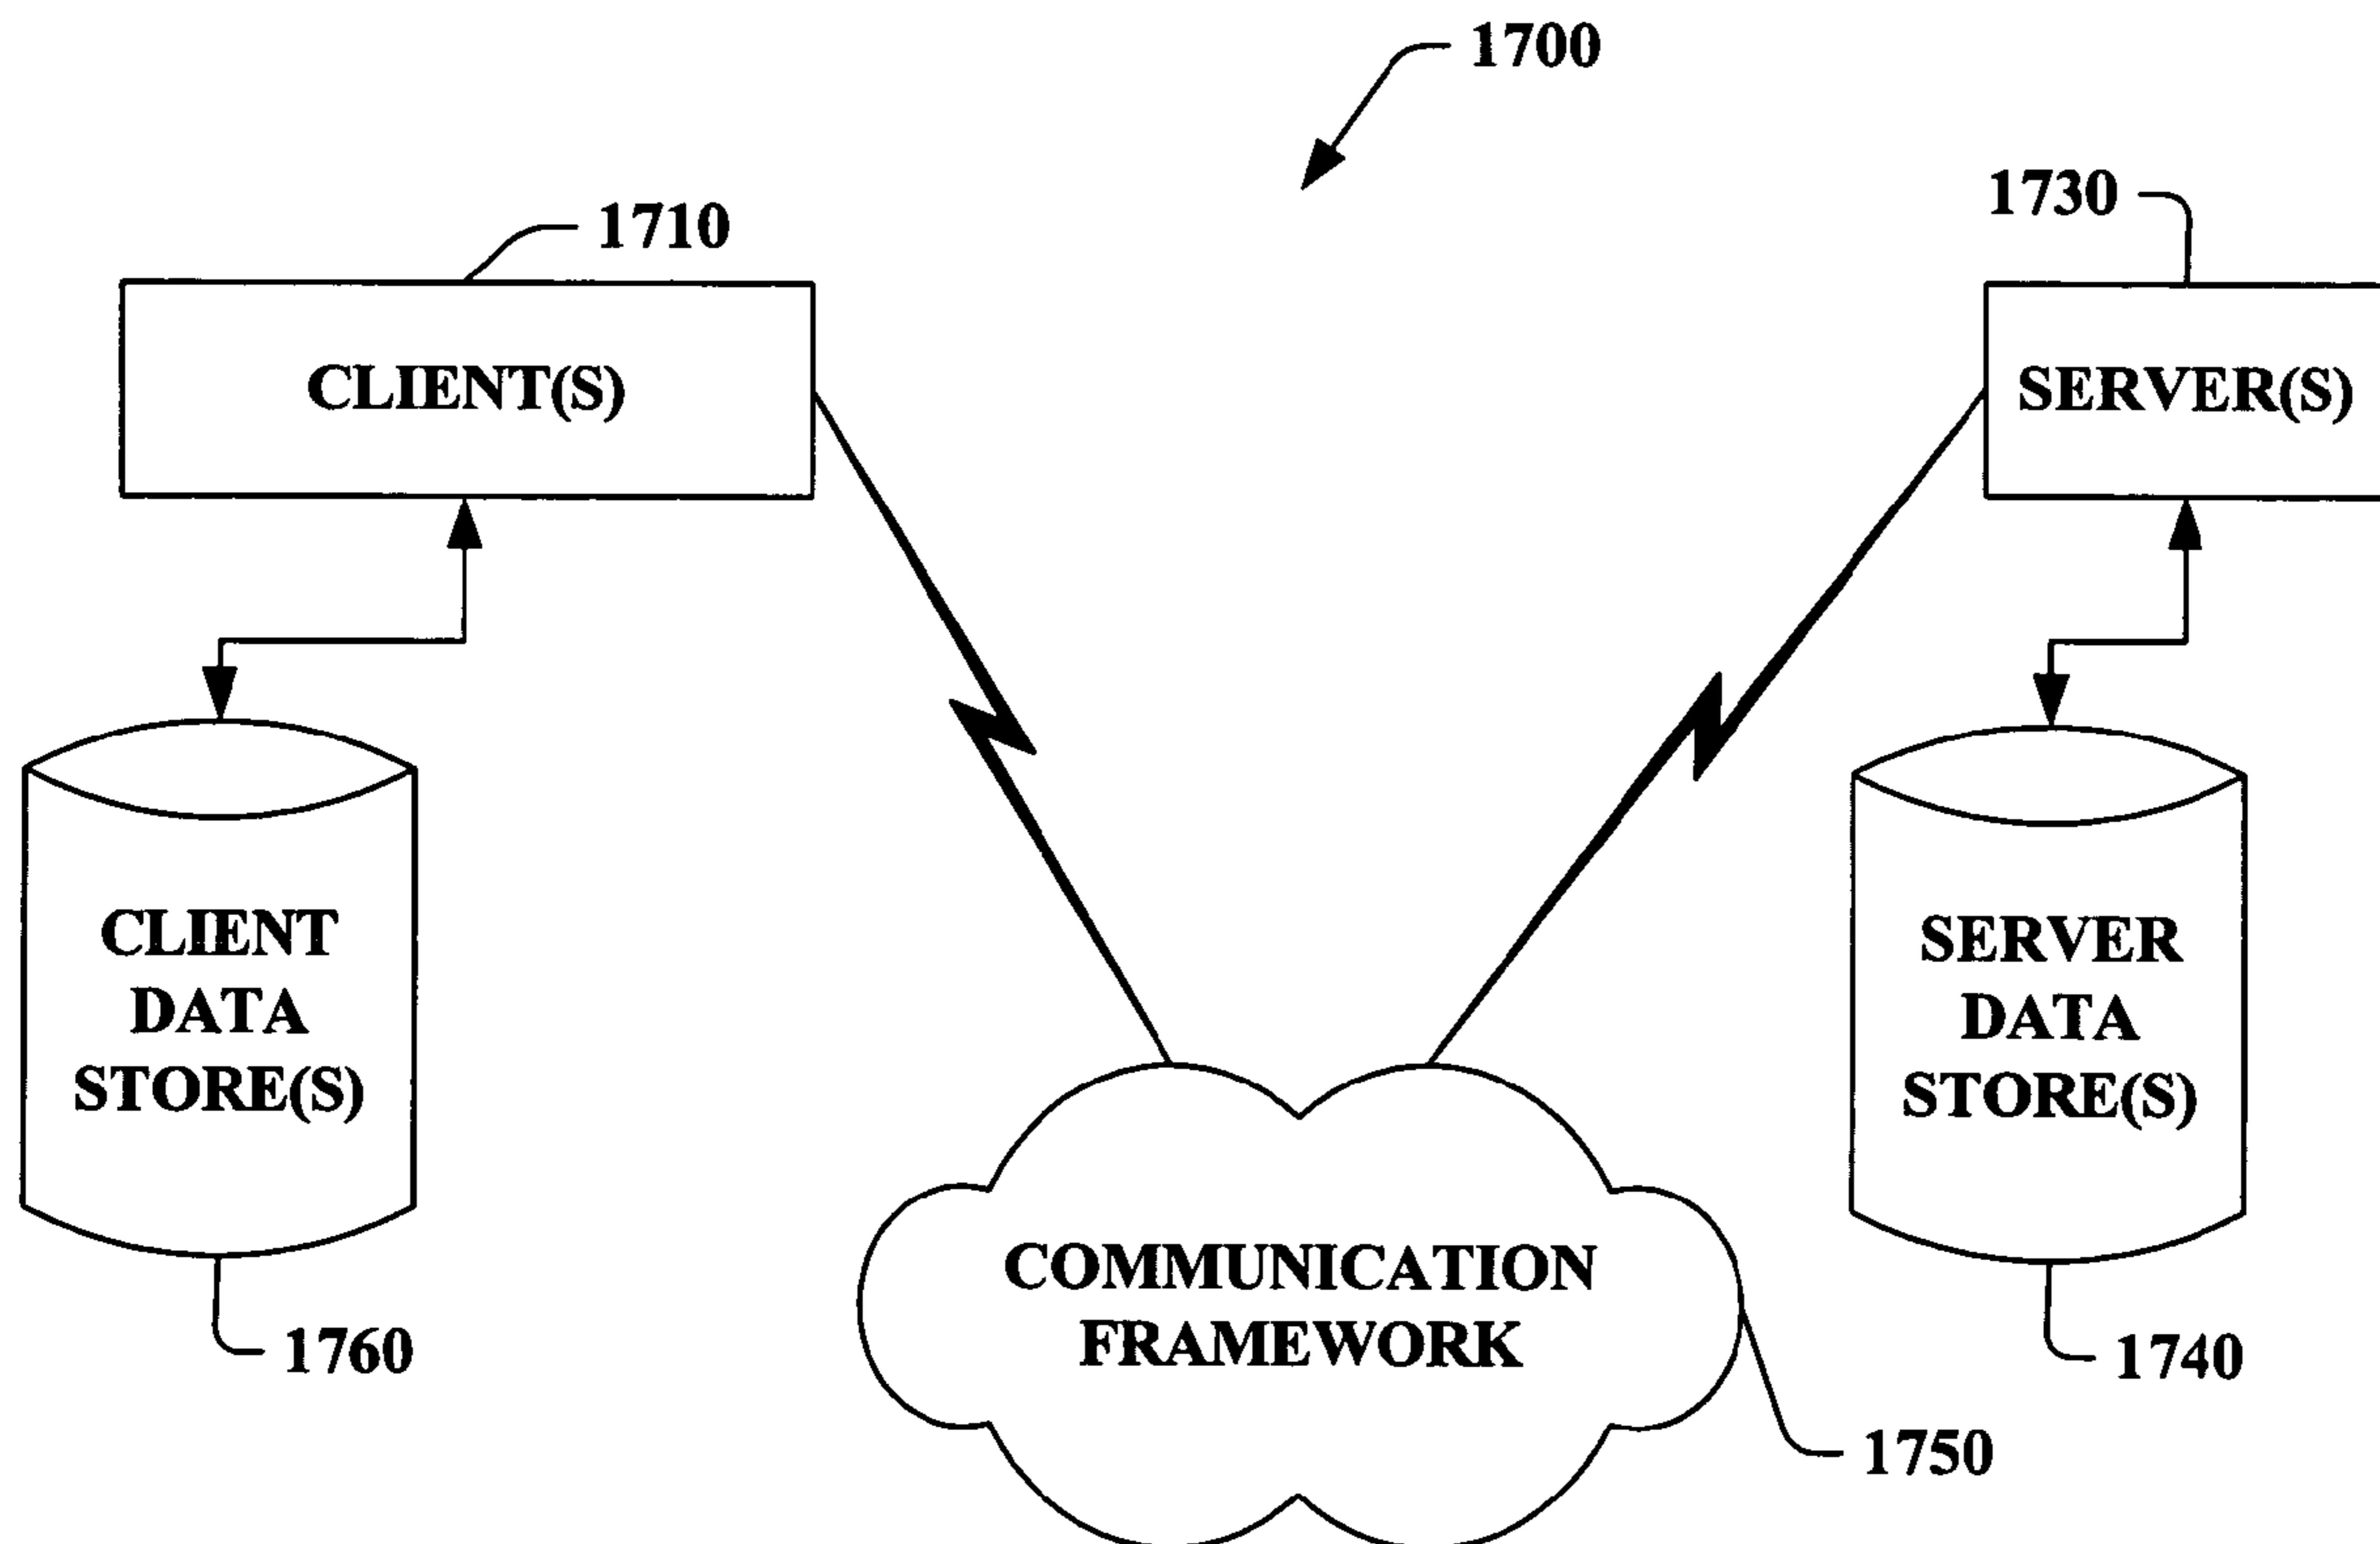 1700
1710
1730
CLIENT(S)
SERVER(S)
CLIENT
DATA
STORE(S)
SERVER
DATA
STORE(S)
COMMUNICATION
FRAMEWORK
1760
1740
1750